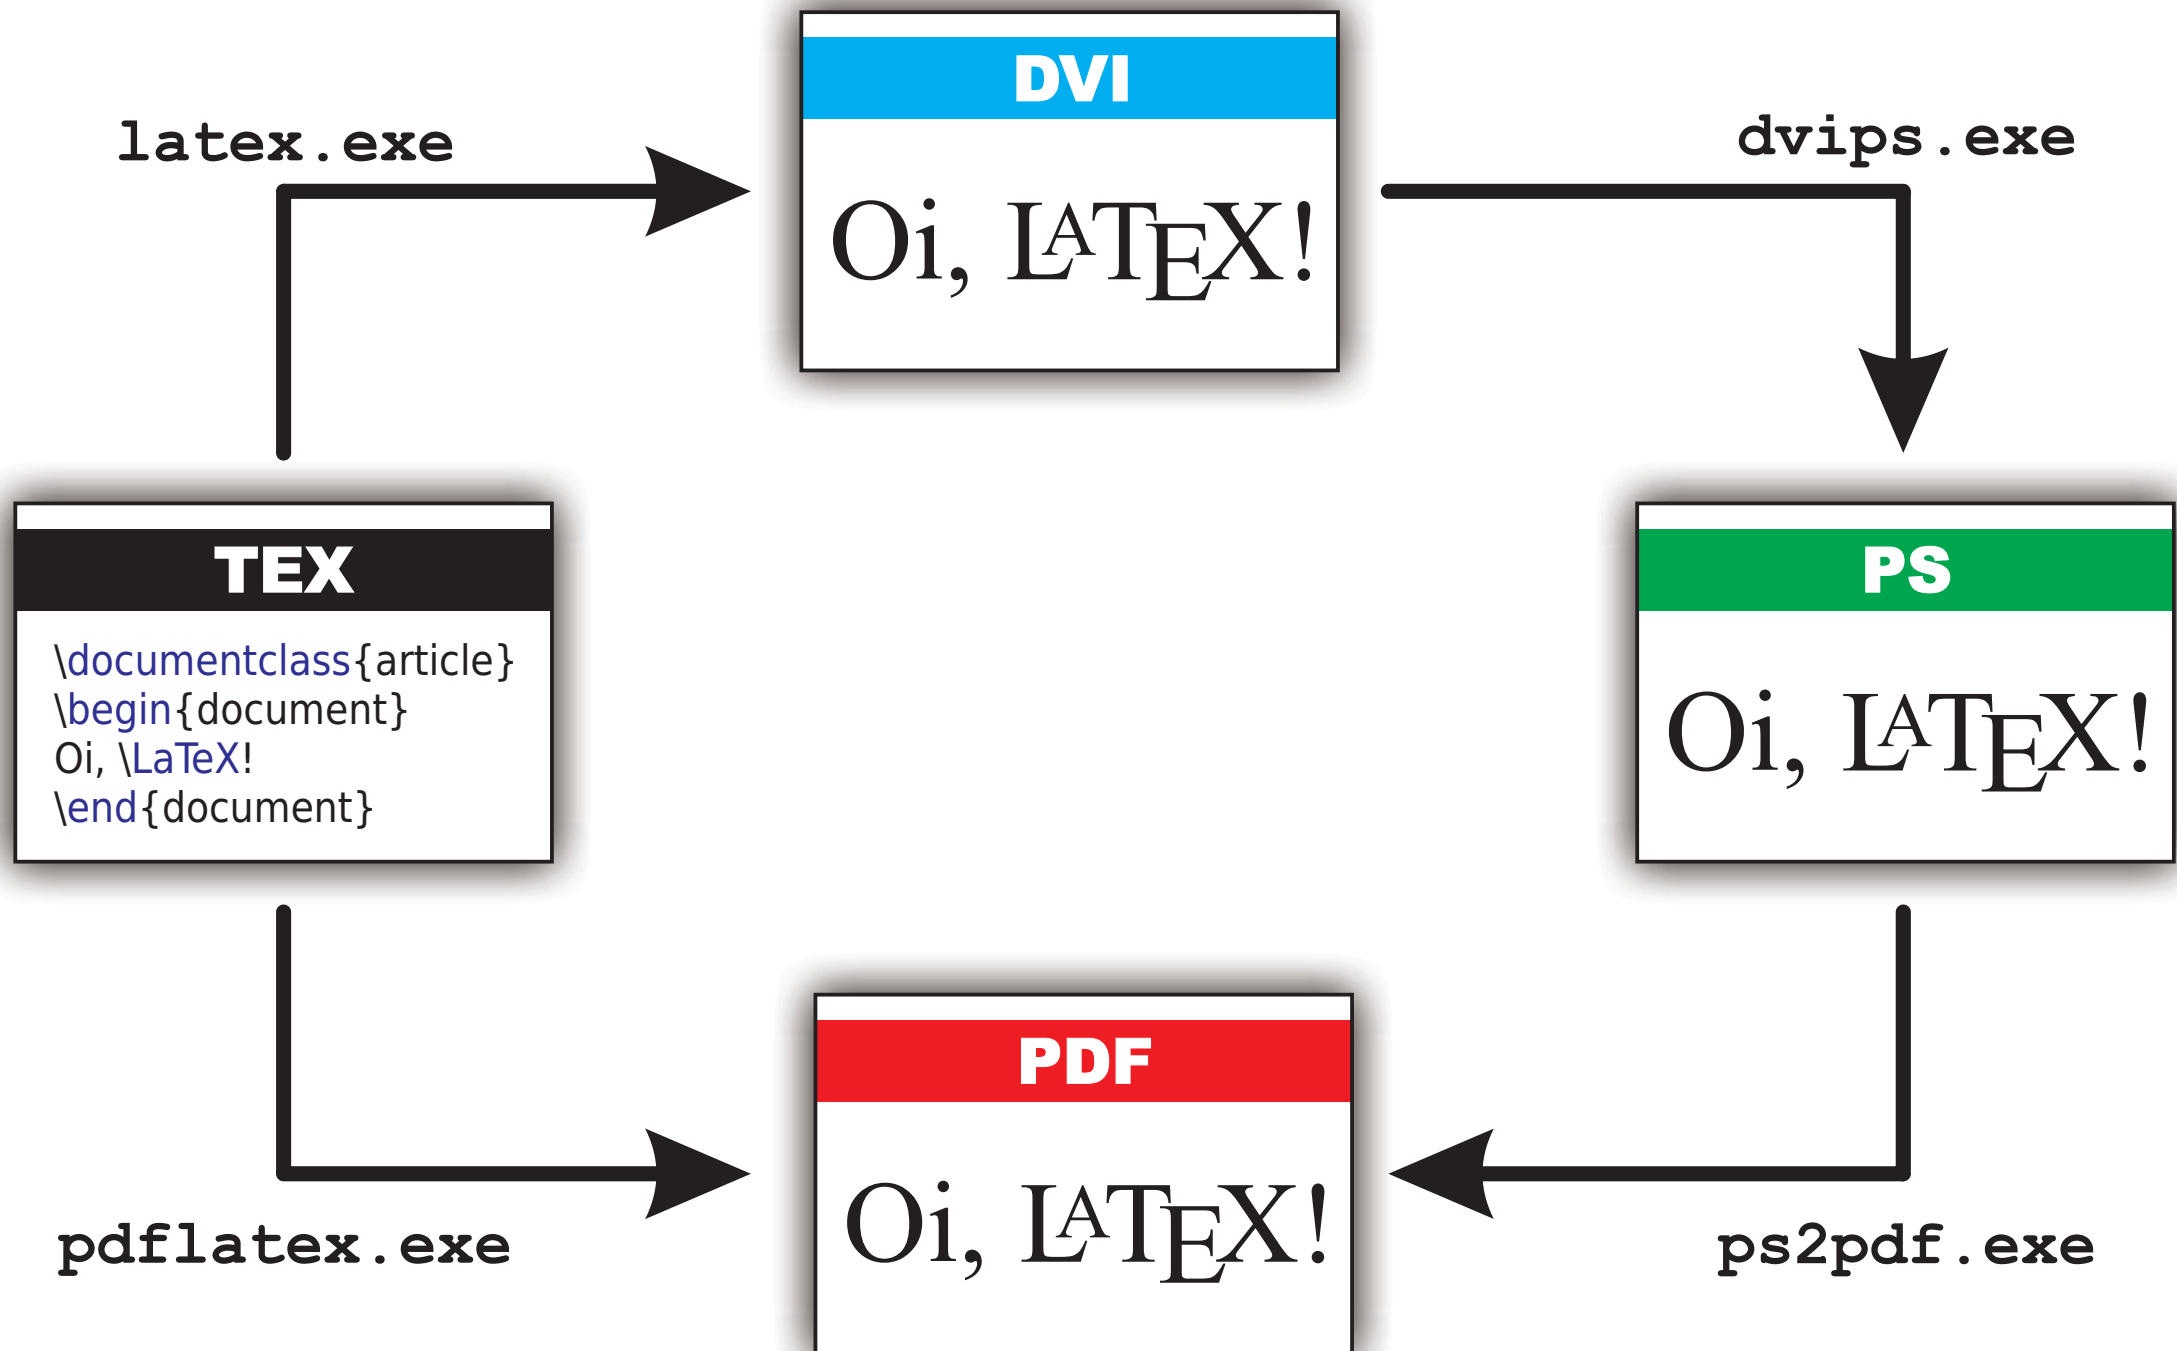 DVI
Oi, LATEX!
latex.exe
dvips.exe
TEX
\documentclass{article}
\begin{document}
Oi, \LaTeX!
\end{document}
PS
Oi, LATEX!
PDF
Oi, LATEX!
pdflatex.exe
ps2pdf.exe